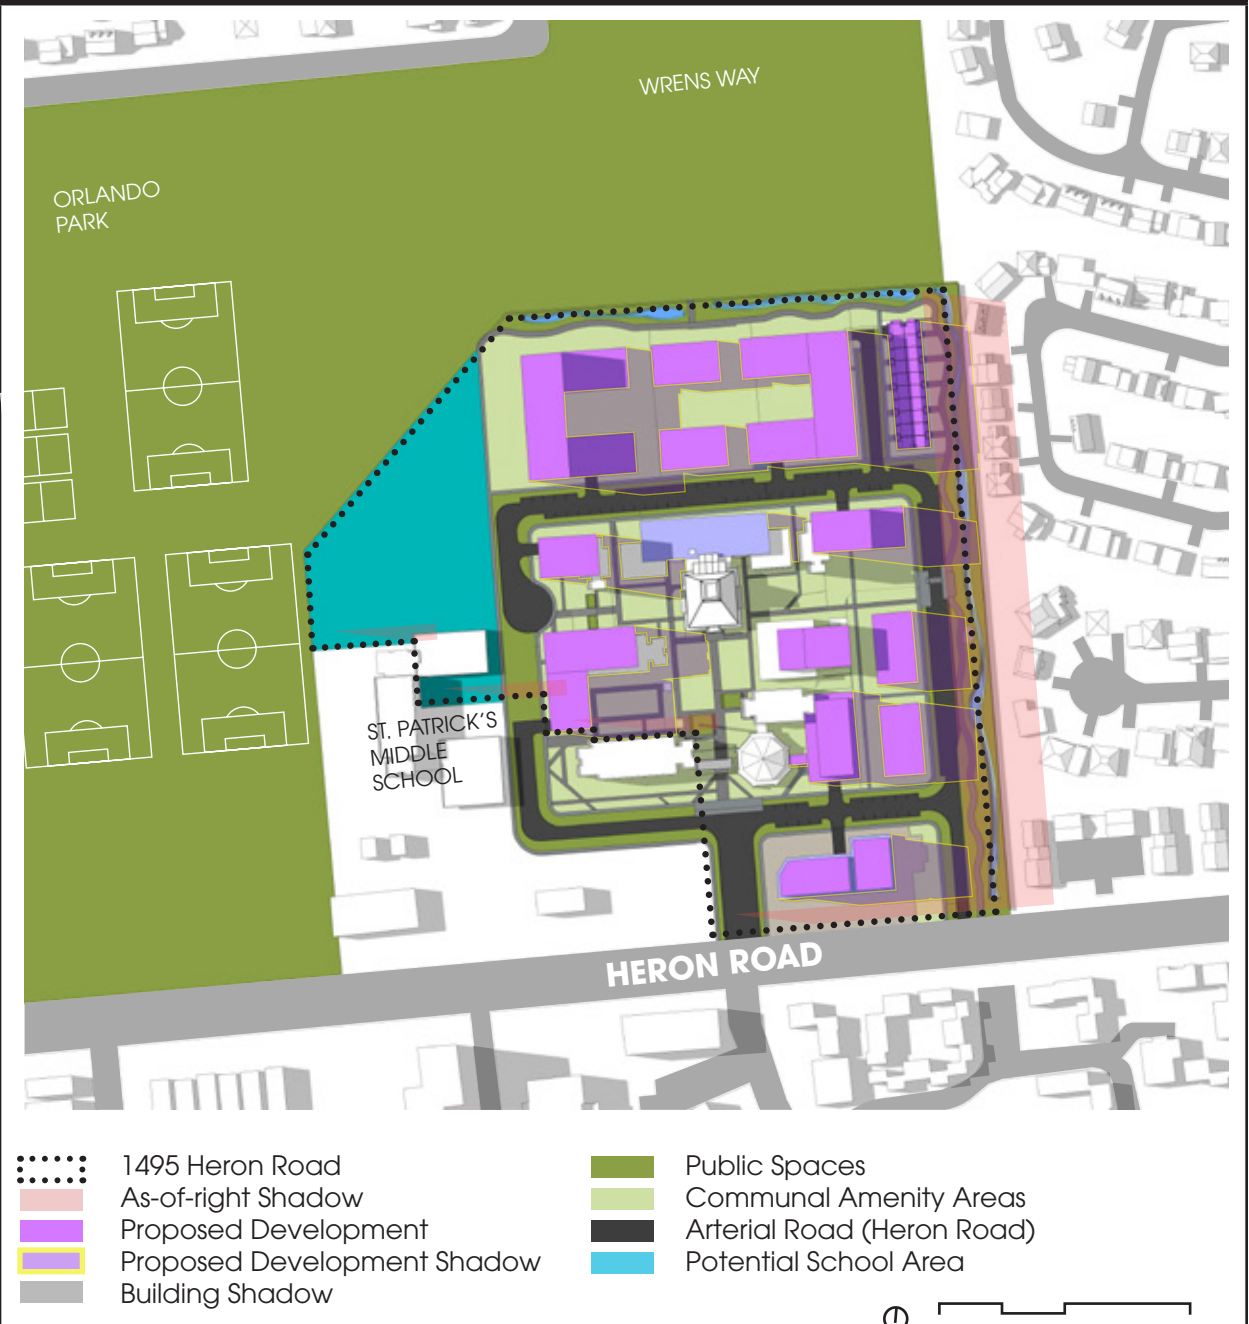 WRENS WAY
ORLANDO
PARK
ST. PATRICK'S
MIDDLE
SCHOOL
HERON ROAD
1495 Heron Road
As-of-right Shadow
Proposed Development
Proposed Development Shadow
Building Shadow
Public Spaces
Communal Amenity Areas
Arterial Road (Heron Road)
Potential School Area